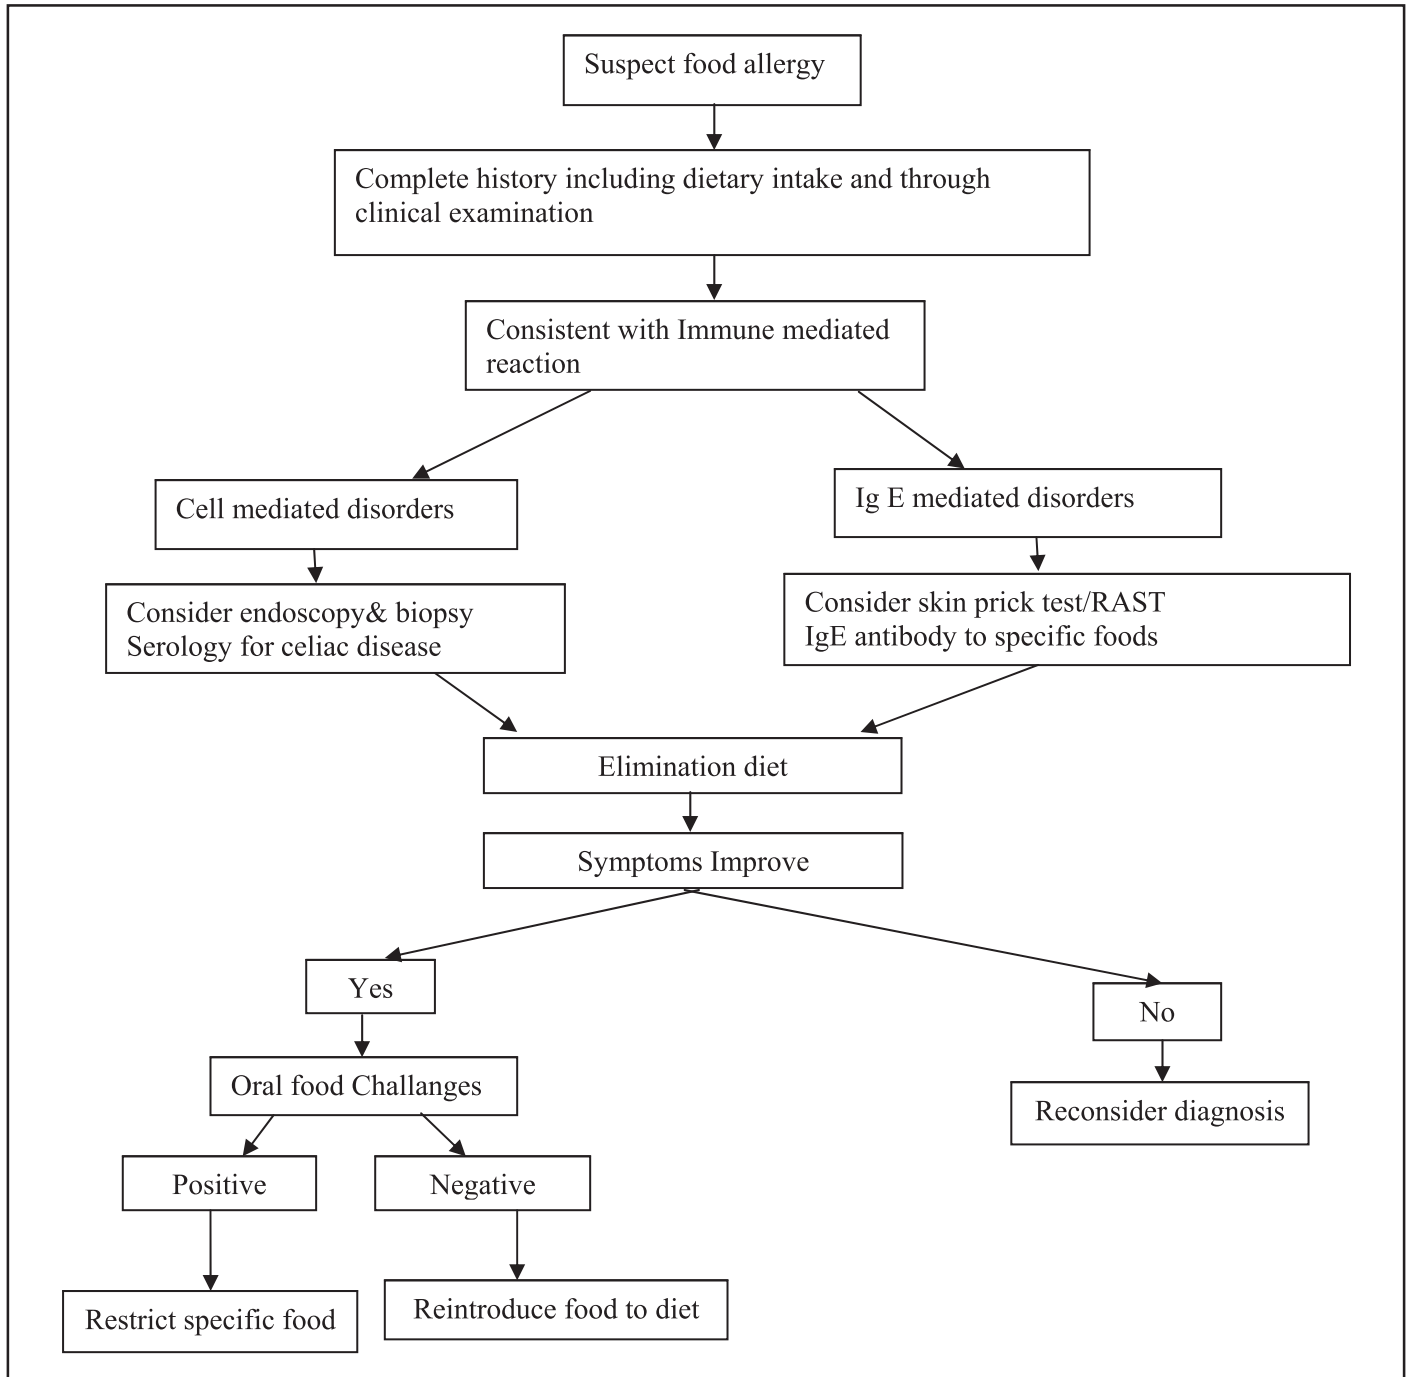 Suspect food allergy
Complete history including dietary intake and through
clinical examination
Consistent with Immune mediated
reaction
Cell mediated disorders
Ig E mediated disorders
Consider endoscopy& biopsy
Serology for celiac disease
Consider skin prick test/RAST
IgE antibody to specific foods
Elimination diet
Symptoms Improve
Yes
No
Oral food Challanges
Reconsider diagnosis
Positive
Negative
Restrict specific food
Reintroduce food to diet